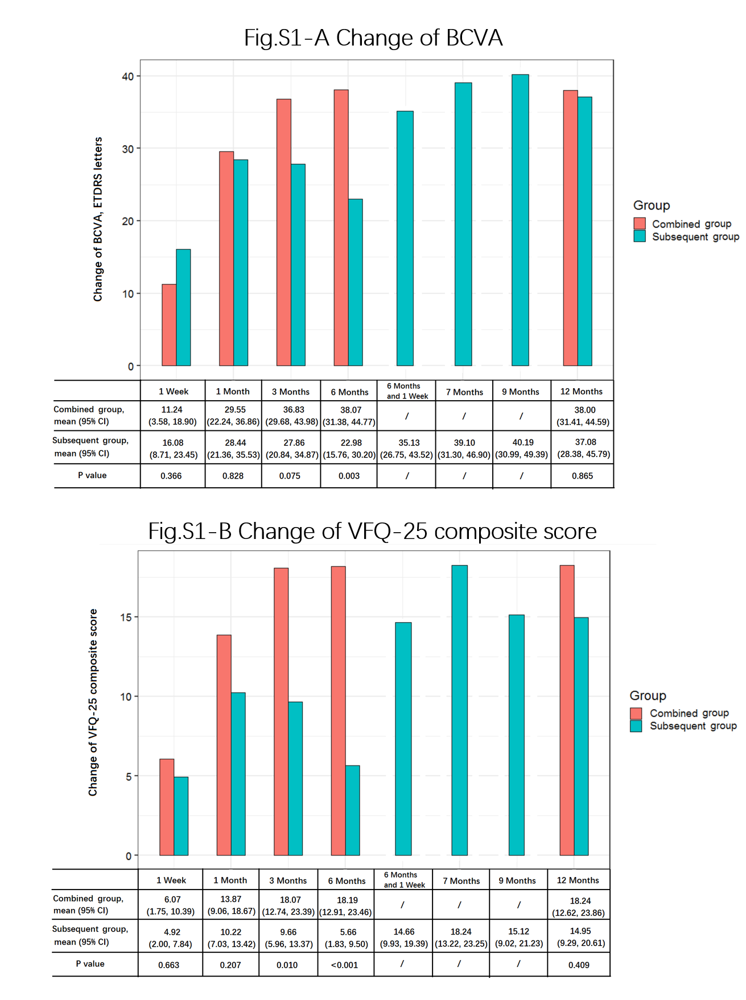 Fig.S1-A Change of BCVA
Change of BCVA, ETDRS letters
40
30
20
10
0
Group
Combined group
Subsequent group
1 Week 1 Month 3 Months 6 Months 6 Months and 1 Week 7 Months 9 Months 12 Months
Combined group, 11.24 29.55 36.83 38.07 / / / 38.00
mean (95% CI) (3.58, 18.90) (22.24, 36.86) (29.68, 43.98) (31.38, 44.77) (31.41, 44.59)
Subsequent group, 16.08 28.44 27.86 22.98 35.13 39.10 40.19 37.08
mean (95% CI) (8.71, 23.45) (21.36, 35.53) (20.84, 34.87) (15.76, 30.20) (26.75, 43.52) (31.30, 46.90) (30.99, 49.39) (28.38, 45.79)
P value 0.366 0.828 0.075 0.003 / / / 0.865
Fig.S1-B Change of VFQ-25 composite score
Change of VFQ-25 composite score
15
10
5
0
Group
Combined group
Subsequent group
1 Week 1 Month 3 Months 6 Months 6 Months and 1 Week 7 Months 9 Months 12 Months
Combined group, 6.07 13.87 18.07 18.19 / / / 18.24
mean (95% CI) (1.75, 10.39) (9.06, 18.67) (12.74, 23.39) (12.91, 23.46) (12.62, 23.86)
Subsequent group, 4.92 10.22 9.66 5.66 14.66 18.24 15.12 14.95
mean (95% CI) (2.00, 7.84) (7.03, 13.42) (5.96, 13.37) (1.83, 9.50) (9.93, 19.39) (13.22, 23.25) (9.02, 21.23) (9.29, 20.61)
P value 0.663 0.207 0.010 <0.001 / / / 0.409